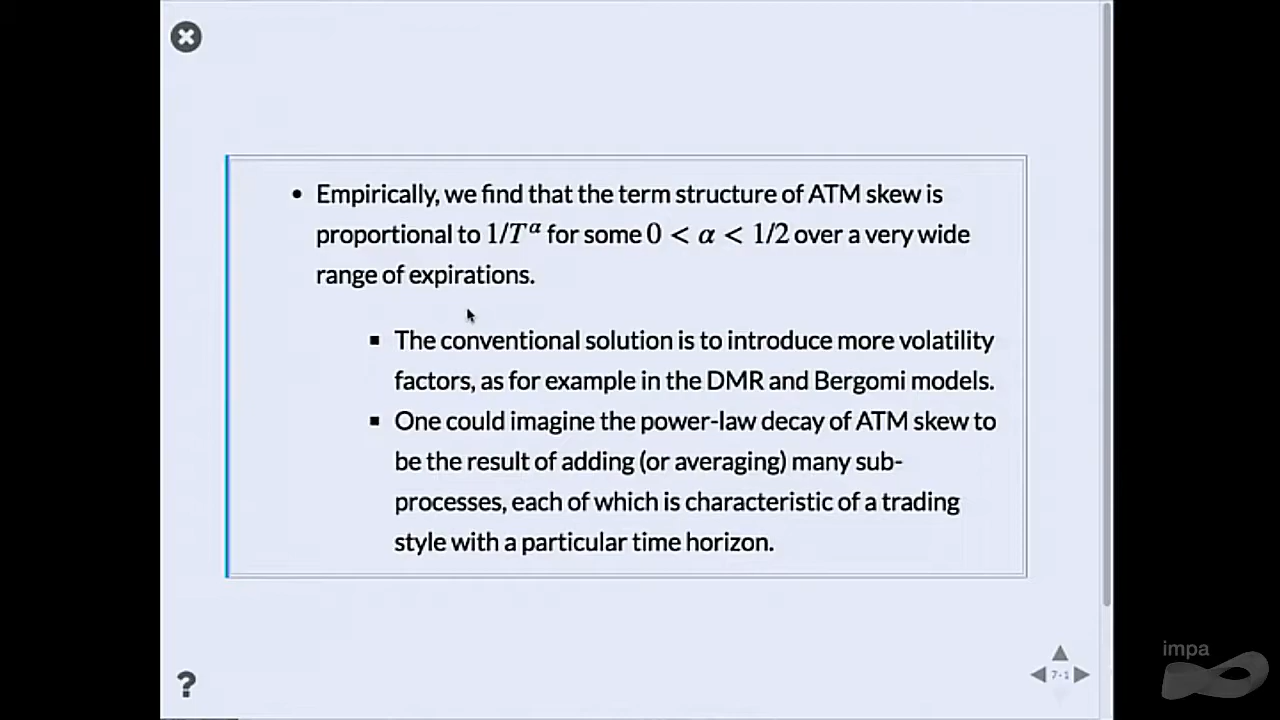 • Empirically, we find that the term structure of ATM skew is
proportional to 1/T^α for some 0 < α < 1/2 over a very wide
range of expirations.
▪ The conventional solution is to introduce more volatility
factors, as for example in the DMR and Bergomi models.
▪ One could imagine the power-law decay of ATM skew to
be the result of adding (or averaging) many sub-
processes, each of which is characteristic of a trading
style with a particular time horizon.
?
7-1
impa